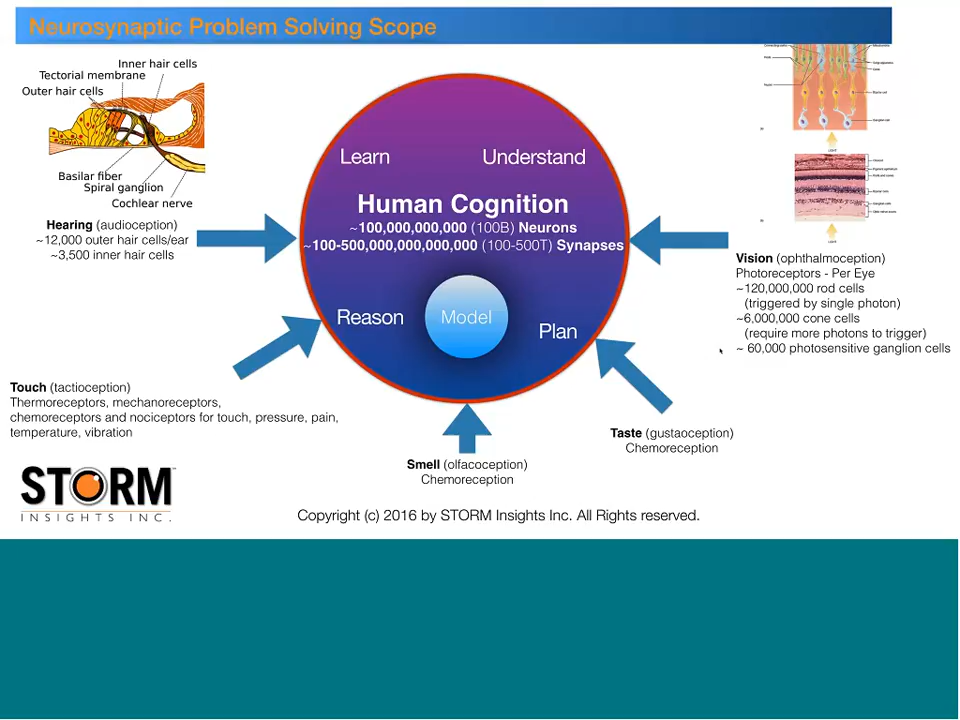 Neurosynaptic Problem Solving Scope
Inner hair cells
Tectorial membrane
Outer hair cells
Basilar fiber
Spiral ganglion
Cochlear nerve
Hearing (audioception)
~12,000 outer hair cells/ear
~3,500 inner hair cells
Learn
Understand
Human Cognition
~100,000,000,000 (100B) Neurons
~100-500,000,000,000,000 (100-500T) Synapses
Reason
Model
Plan
Vision (ophthalmoception)
Photoreceptors - Per Eye
~120,000,000 rod cells
(triggered by single photon)
~6,000,000 cone cells
(require more photons to trigger)
~ 60,000 photosensitive ganglion cells
Touch (tactioception)
Thermoreceptors, mechanoreceptors,
chemoreceptors and nociceptors for touch, pressure, pain,
temperature, vibration
Smell (olfacoception)
Chemoreception
Taste (gustaoception)
Chemoreception
STORM
INSIGHTS INC.
Copyright (c) 2016 by STORM Insights Inc. All Rights reserved.